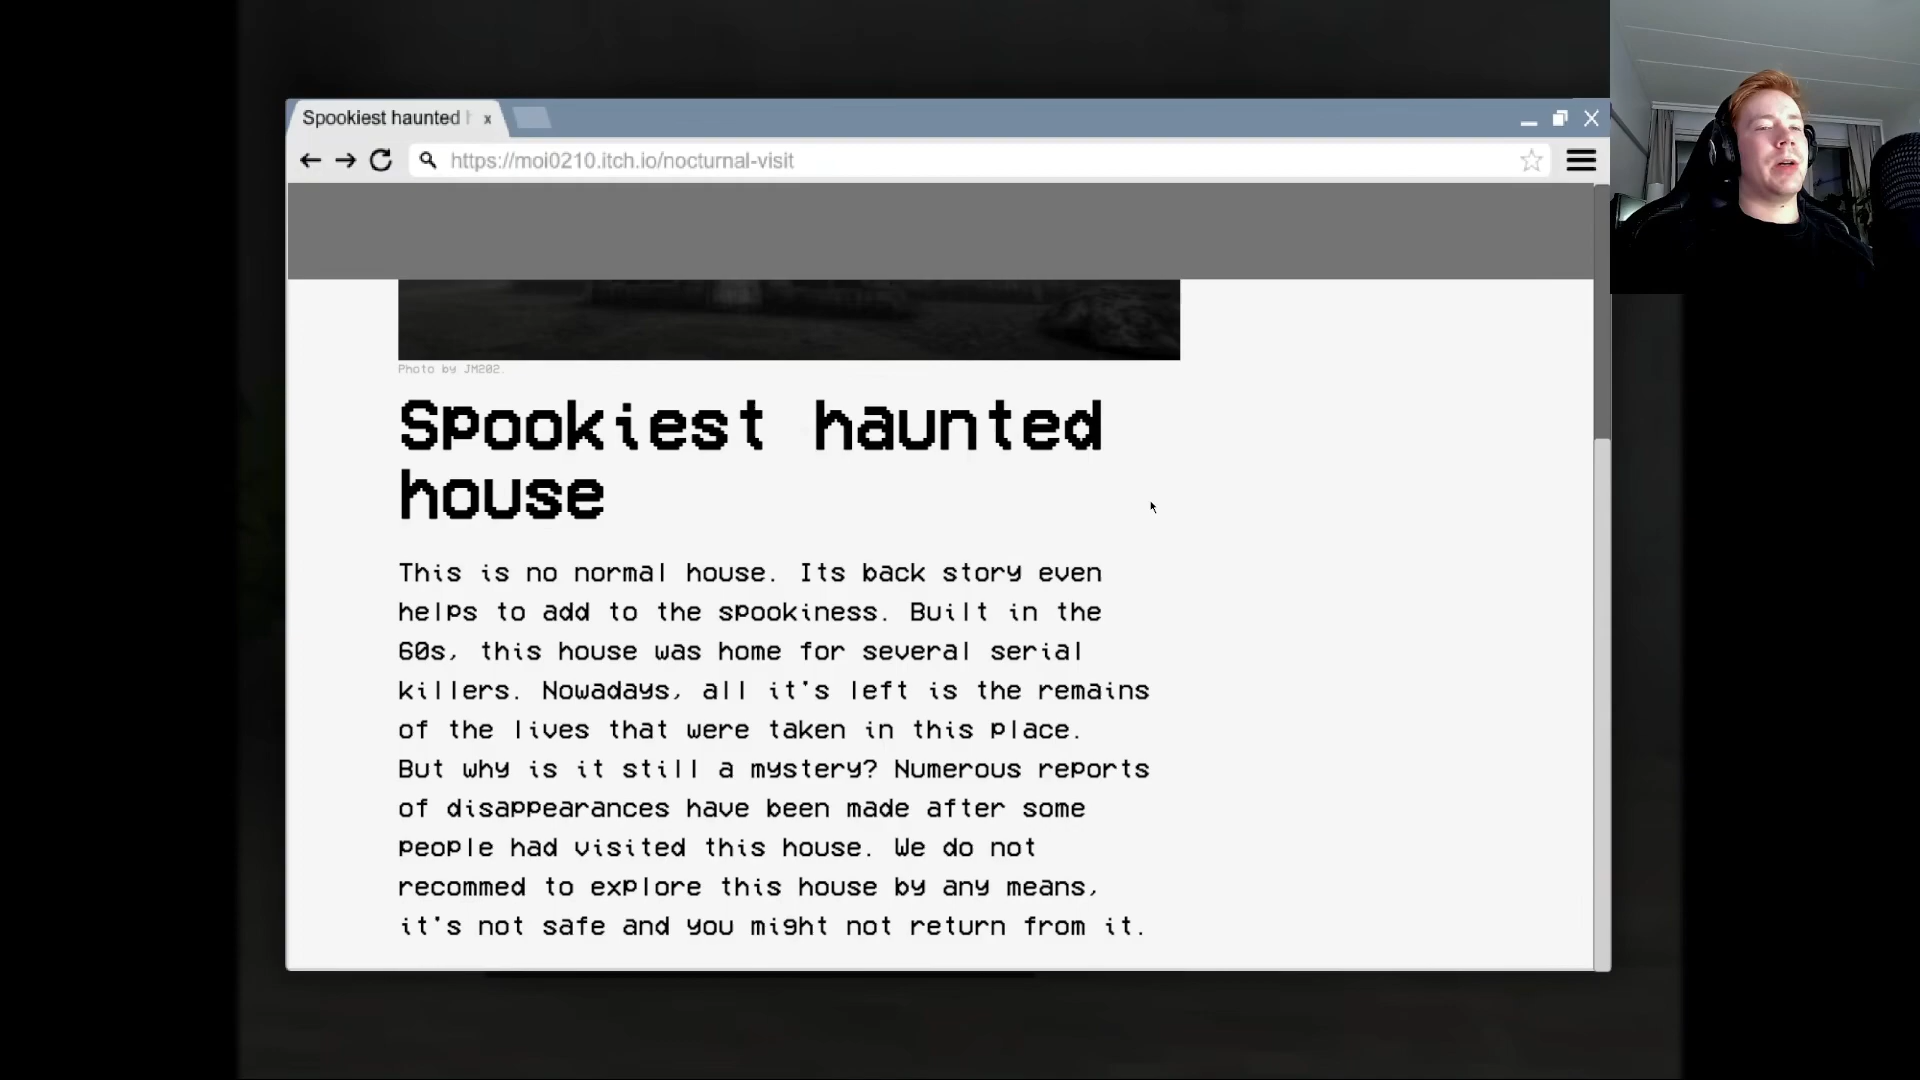 Spookiest haunted
https://moi0210.itch.io/nocturnal-visit
Photo by JM202.
Spookiest haunted
house
This is no normal house. Its back story even
helps to add to the spookiness. Built in the
60s, this house was home for several serial
killers. Nowadays, all it's left is the remains
of the lives that were taken in this place.
But why is it still a mystery? Numerous reports
of disappearances have been made after some
people had visited this house. We do not
recommed to explore this house by any means,
it's not safe and you might not return from it.